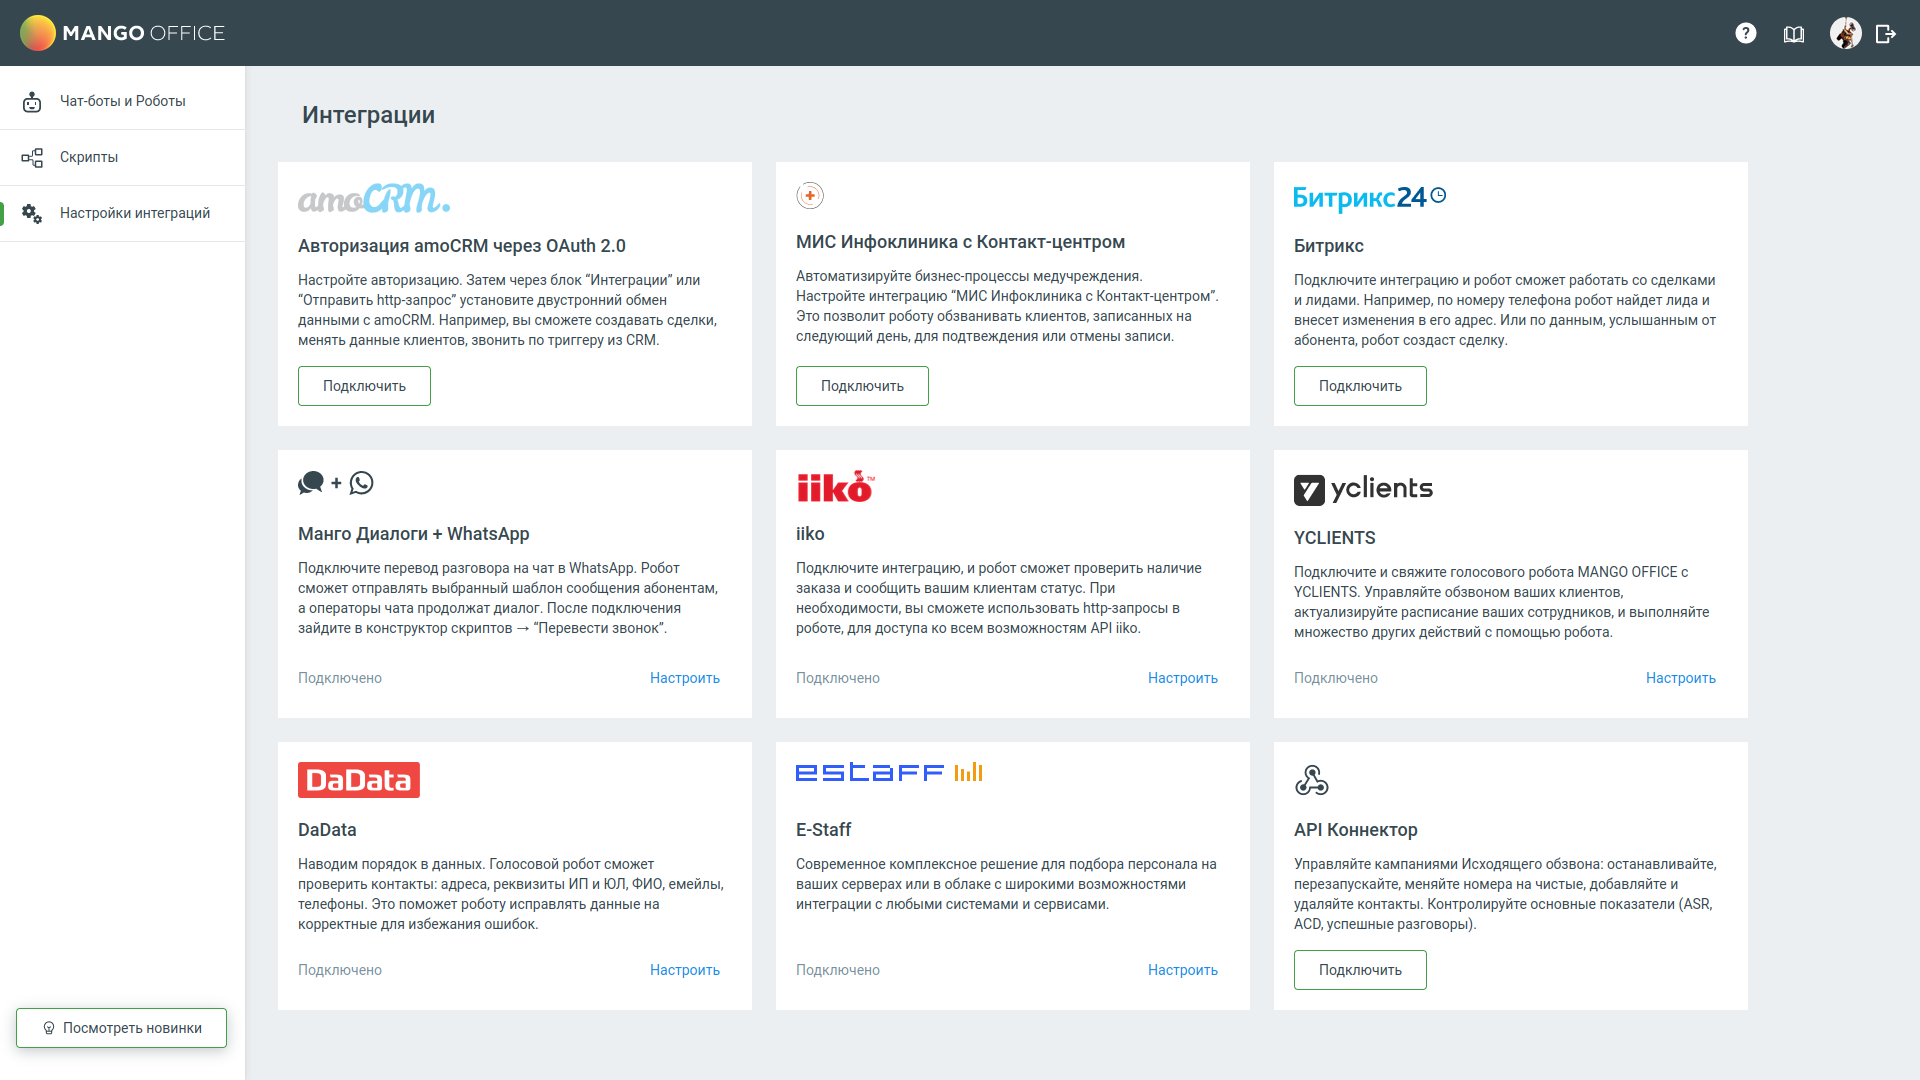 MANGO OFFICE
?
Чат-боты и Роботы
Скрипты
Настройки интеграций
Посмотреть новинки
Интеграции
amoCRM.
Авторизация amoCRM через OAuth 2.0
Настройте авторизацию. Затем через блок “Интеграции” или
“Отправить http-запрос” установите двустронний обмен
данными с amoCRM. Например, вы сможете создавать сделки,
менять данные клиентов, звонить по триггеру из CRM.
Подключить
МИС Инфоклиника с Контакт-центром
Автоматизируйте бизнес-процессы медучреждения.
Настройте интеграцию “МИС Инфоклиника с Контакт-центром”.
Это позволит роботу обзванивать клиентов, записанных на
следующий день, для подтвеждения или отмены записи.
Подключить
Битрикс24
Битрикс
Подключите интеграцию и робот сможет работать со сделками
и лидами. Например, по номеру телефона робот найдет лида и
внесет изменения в его адрес. Или по данным, услышанным от
абонента, робот создаст сделку.
Подключить
+
Манго Диалоги + WhatsApp
Подключите перевод разговора на чат в WhatsApp. Робот
сможет отправлять выбранный шаблон сообщения абонентам,
а операторы чата продолжат диалог. После подключения
зайдите в конструктор скриптов → “Перевести звонок”.
Подключено
Настроить
iiko™
iiko
Подключите интеграцию, и робот сможет проверить наличие
заказа и сообщить вашим клиентам статус. При
необходимости, вы сможете использовать http-запросы в
роботе, для доступа ко всем возможностям API iiko.
Подключено
Настроить
yclients
YCLIENTS
Подключите и свяжите голосового робота MANGO OFFICE с
YCLIENTS. Управляйте обзвоном ваших клиентов,
актуализируйте расписание ваших сотрудников, и выполняйте
множество других действий с помощью робота.
Подключено
Настроить
DaData
DaData
Наводим порядок в данных. Голосовой робот сможет
проверить контакты: адреса, реквизиты ИП и ЮЛ, ФИО, емейлы,
телефоны. Это поможет роботу исправлять данные на
корректные для избежания ошибок.
Подключено
Настроить
estaff
E-Staff
Современное комплексное решение для подбора персонала на
ваших серверах или в облаке с широкими возможностями
интеграции с любыми системами и сервисами.
Подключено
Настроить
API Коннектор
Управляйте кампаниями Исходящего обзвона: останавливайте,
перезапускайте, меняйте номера на чистые, добавляйте и
удаляйте контакты. Контролируйте основные показатели (ASR,
ACD, успешные разговоры).
Подключить